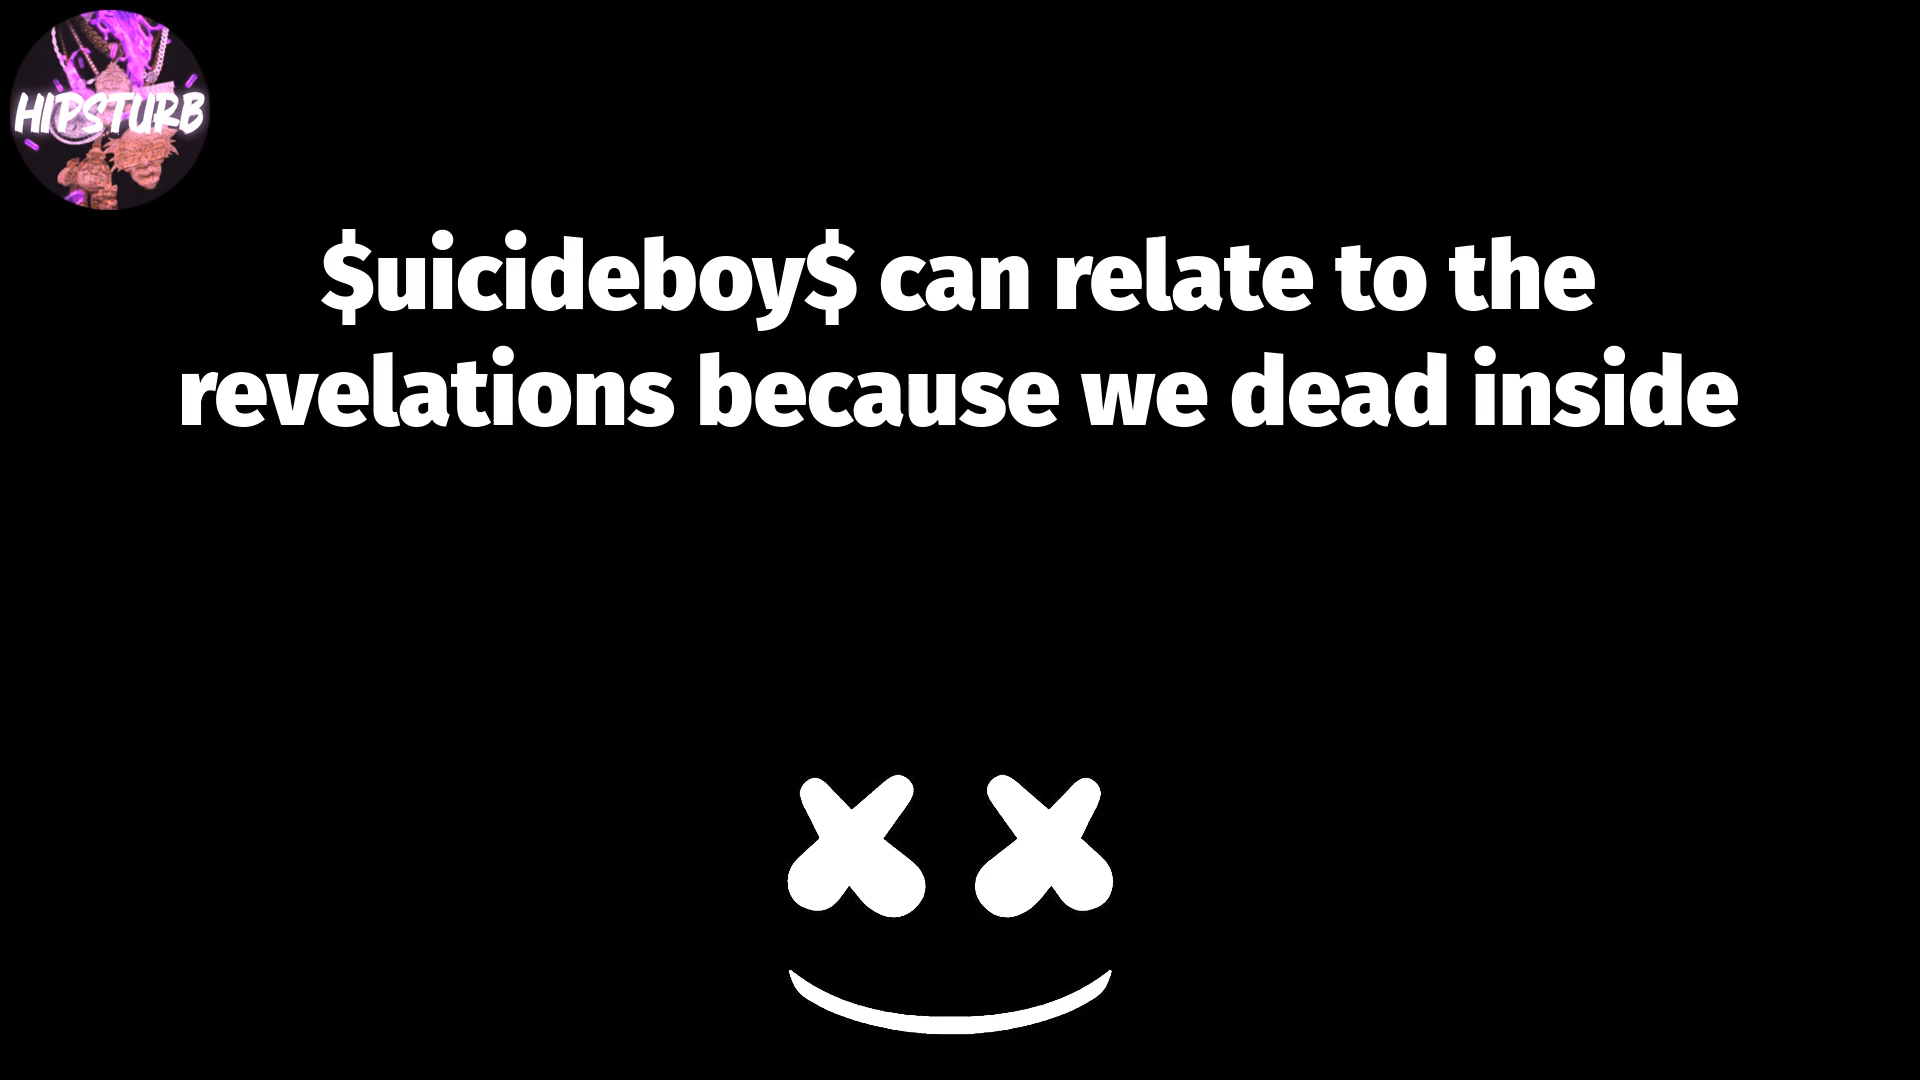 HIPSTURB
$uicideboy$ can relate to the
revelations because we dead inside